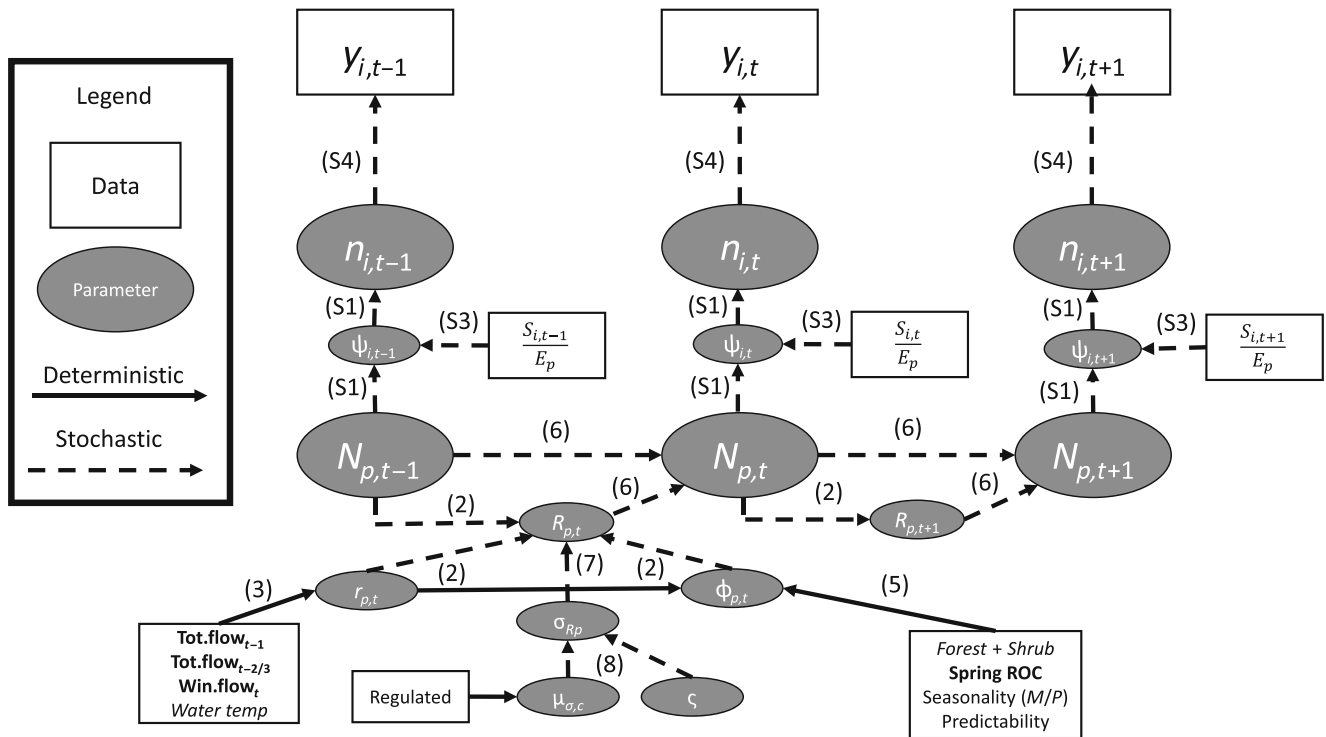 Legend
Data
Parameter
Deterministic
Stochastic
y_{i,t−1}
y_{i,t}
y_{i,t+1}
(S4)
(S4)
(S4)
n_{i,t−1}
n_{i,t}
n_{i,t+1}
(S1)
(S3)
(S1)
(S3)
(S1)
(S3)
ψ_{i,t−1}
S_{i,t−1}
E_p
ψ_{i,t}
S_{i,t}
E_p
ψ_{i,t+1}
S_{i,t+1}
E_p
(S1)
(S1)
(S1)
N_{p,t−1}
(6)
N_{p,t}
(6)
N_{p,t+1}
(2)
(6)
(2)
(6)
R_{p,t}
R_{p,t+1}
(7)
(3)
(2)
(2)
(5)
r_{p,t}
ϕ_{p,t}
σ_{Rp}
Tot.flow_{t−1}
Tot.flow_{t−2/3}
Win.flow_t
Water temp
(8)
Regulated
μ_{σ,c}
ς
Forest + Shrub
Spring ROC
Seasonality (M/P)
Predictability